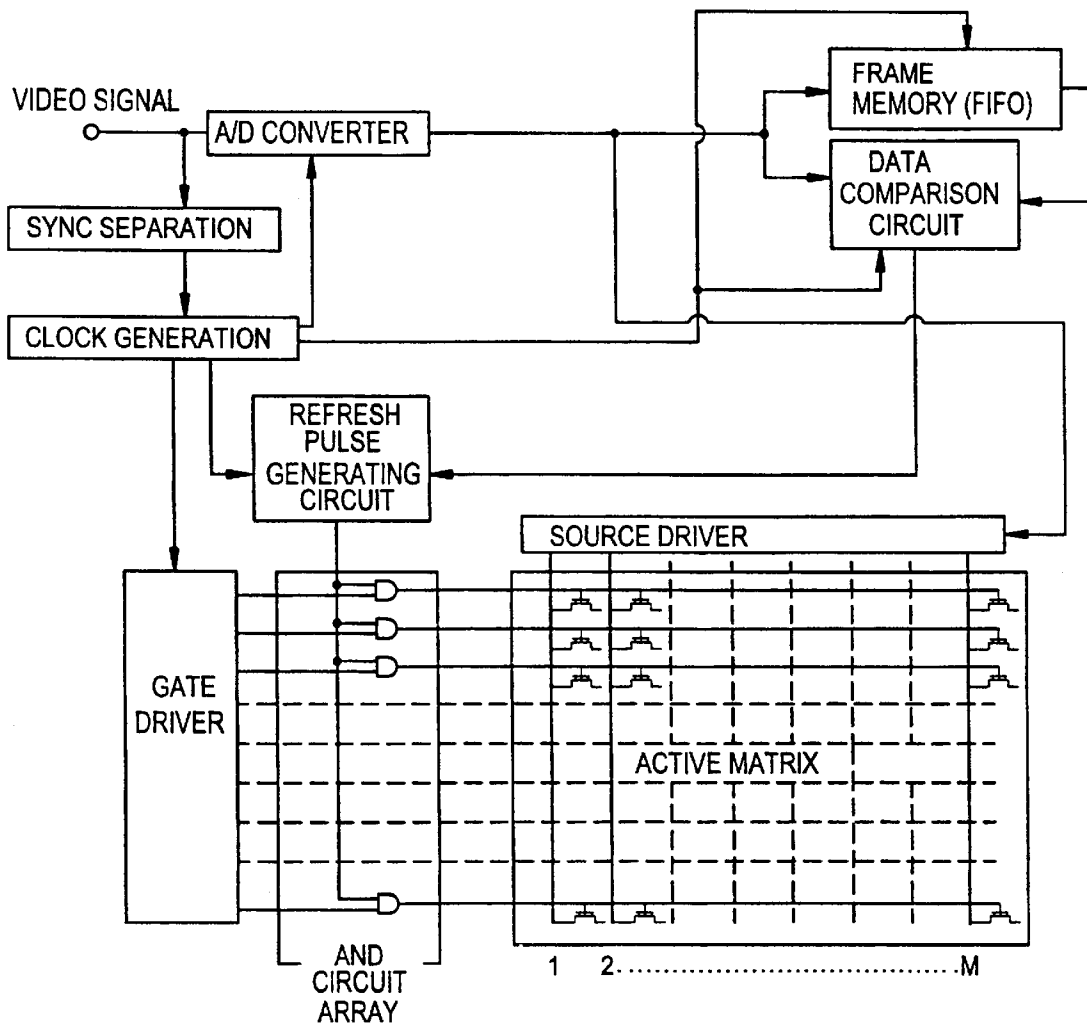 VIDEO SIGNAL
A/D CONVERTER
FRAME
MEMORY (FIFO)
DATA
COMPARISON
CIRCUIT
SYNC SEPARATION
CLOCK GENERATION
REFRESH
PULSE
GENERATING
CIRCUIT
SOURCE DRIVER
GATE
DRIVER
ACTIVE MATRIX
AND
CIRCUIT
ARRAY
1 2....................................M